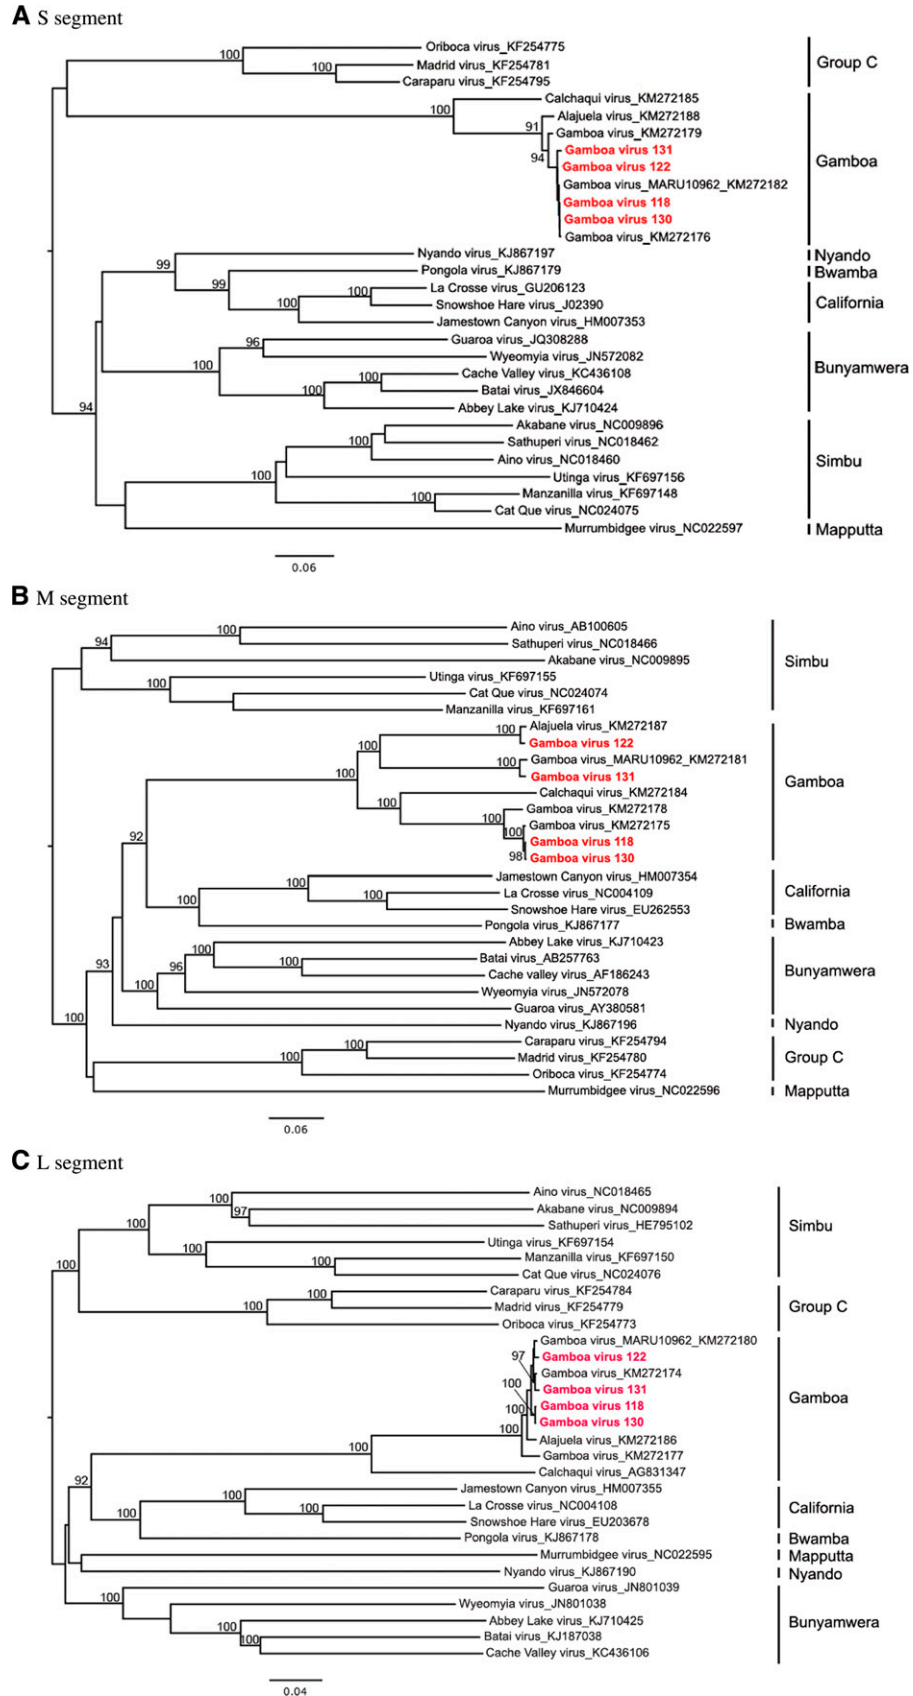 A S segment
Oriboca virus_KF254775
100
Madrid virus_KF254781
100
Caraparu virus_KF254795
Group C
Calchaqui virus_KM272185
100
Alajuela virus_KM272188
91
Gamboa virus_KM272179
Gamboa virus 131
94
Gamboa virus 122
Gamboa
Gamboa virus_MARU10962_KM272182
Gamboa virus 118
Gamboa virus 130
Gamboa virus_KM272176
Nyando virus_KJ867197
Nyando
99
Pongola virus_KJ867179
Bwamba
99
La Crosse virus_GU206123
100
Snowshoe Hare virus_J02390
100
California
Jamestown Canyon virus_HM007353
Guaroa virus_JQ308288
96
Wyeomyia virus_JN572082
100
Cache Valley virus_KC436108
Bunyamwera
100
Batai virus_JX846604
100
Abbey Lake virus_KJ710424
94
Akabane virus_NC009896
Sathuperi virus_NC018462
100
Aino virus_NC018460
Simbu
Utinga virus_KF697156
100
Manzanilla virus_KF697148
100
Cat Que virus_NC024075
Murrumbidgee virus_NC022597
Mapputta
0.06
B M segment
Aino virus_AB100605
100
Sathuperi virus_NC018466
94
Akabane virus_NC009895
Simbu
Utinga virus_KF697155
100
Cat Que virus_NC024074
Manzanilla virus_KF697161
Alajuela virus_KM272187
100
Gamboa virus 122
100
Gamboa virus_MARU10962_KM272181
100
Gamboa virus 131
100
Gamboa
Calchaqui virus_KM272184
100
Gamboa virus_KM272178
100
Gamboa virus_KM272175
100
Gamboa virus 118
92
98
Gamboa virus 130
Jamestown Canyon virus_HM007354
100
La Crosse virus_NC004109
California
100
Snowshoe Hare virus_EU262553
Pongola virus_KJ867177
Bwamba
Abbey Lake virus_KJ710423
100
Batai virus_AB257763
93
96
Cache valley virus_AF186243
Bunyamwera
100
Wyeomyia virus_JN572078
Guaroa virus_AY380581
100
Nyando virus_KJ867196
Nyando
Caraparu virus_KF254794
100
Madrid virus_KF254780
Group C
100
Oriboca virus_KF254774
Murrumbidgee virus_NC022596
Mapputta
0.06
C L segment
Aino virus_NC018465
100
Akabane virus_NC009894
97
Sathuperi virus_HE795102
Simbu
100
Utinga virus_KF697154
100
Manzanilla virus_KF697150
100
Cat Que virus_NC024076
Caraparu virus_KF254784
100
Madrid virus_KF254779
Group C
100
Oriboca virus_KF254773
Gamboa virus_MARU10962_KM272180
97
Gamboa virus 122
Gamboa virus_KM272174
100
Gamboa virus 131
Gamboa
100
Gamboa virus 118
Gamboa virus 130
100
Alajuela virus_KM272186
100
Gamboa virus_KM272177
Calchaqui virus_AG831347
92
Jamestown Canyon virus_HM007355
100
La Crosse virus_NC004108
California
100
Snowshoe Hare virus_EU203678
100
Pongola virus_KJ867178
Bwamba
Murrumbidgee virus_NC022595
Mapputta
Nyando virus_KJ867190
Nyando
Guaroa virus_JN801039
100
Wyeomyia virus_JN801038
Abbey Lake virus_KJ710425
Bunyamwera
100
Batai virus_KJ187038
100
Cache Valley virus_KC436106
0.04